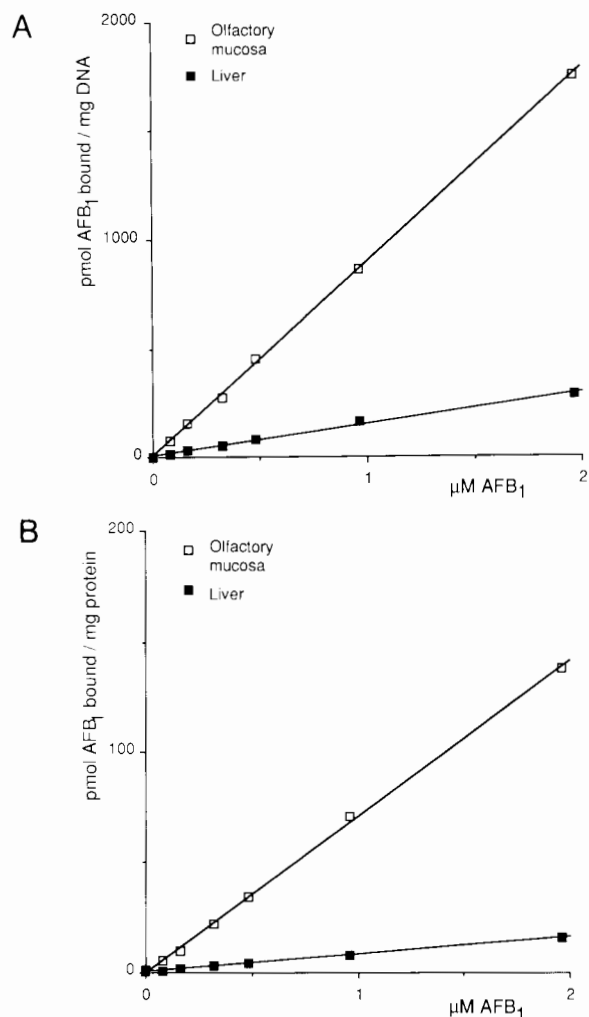 A
pmol AFB₁ bound / mg DNA
2000
1000
0
Olfactory
mucosa
Liver
0
1
2
µM AFB₁
B
pmol AFB₁ bound / mg protein
200
100
0
Olfactory
mucosa
Liver
0
1
2
µM AFB₁